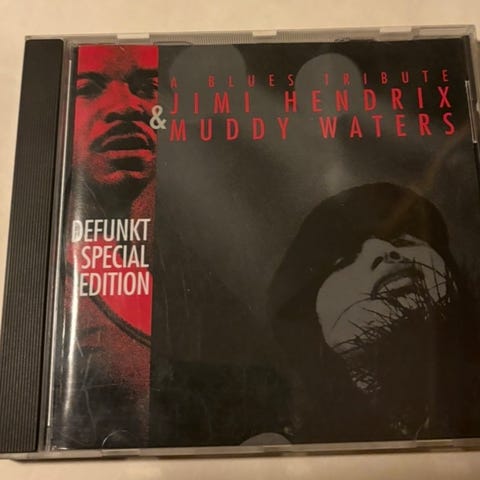 A BLUES TRIBUTE
JIMI HENDRIX
& MUDDY WATERS
DEFUNKT
SPECIAL
EDITION